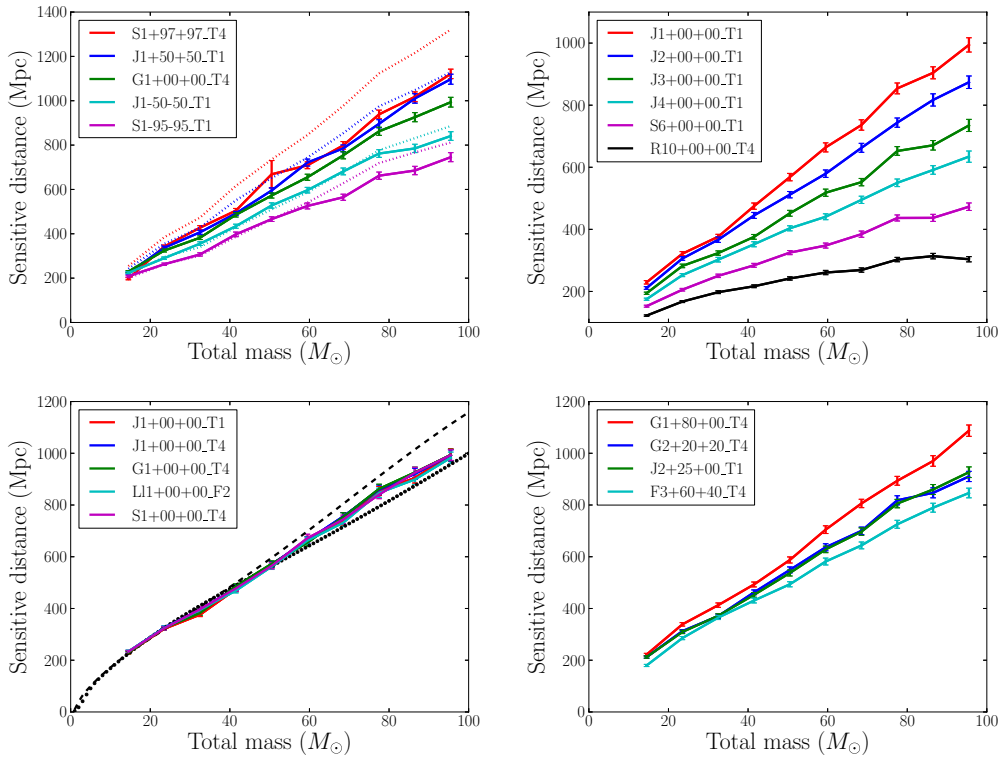 1400
1200
1000
800
600
400
200
0
Sensitive distance (Mpc)
S1+97+97_T4
J1+50+50_T1
G1+00+00_T4
J1-50-50_T1
S1-95-95_T1
0 20 40 60 80 100
Total mass (M⊙)
1000
800
600
400
200
Sensitive distance (Mpc)
J1+00+00_T1
J2+00+00_T1
J3+00+00_T1
J4+00+00_T1
S6+00+00_T1
R10+00+00_T4
0 20 40 60 80 100
Total mass (M⊙)
1200
1000
800
600
400
200
0
Sensitive distance (Mpc)
J1+00+00_T1
J1+00+00_T4
G1+00+00_T4
Ll1+00+00_F2
S1+00+00_T4
0 20 40 60 80 100
Total mass (M⊙)
1200
1000
800
600
400
200
0
Sensitive distance (Mpc)
G1+80+00_T4
G2+20+20_T4
J2+25+00_T1
F3+60+40_T4
0 20 40 60 80 100
Total mass (M⊙)